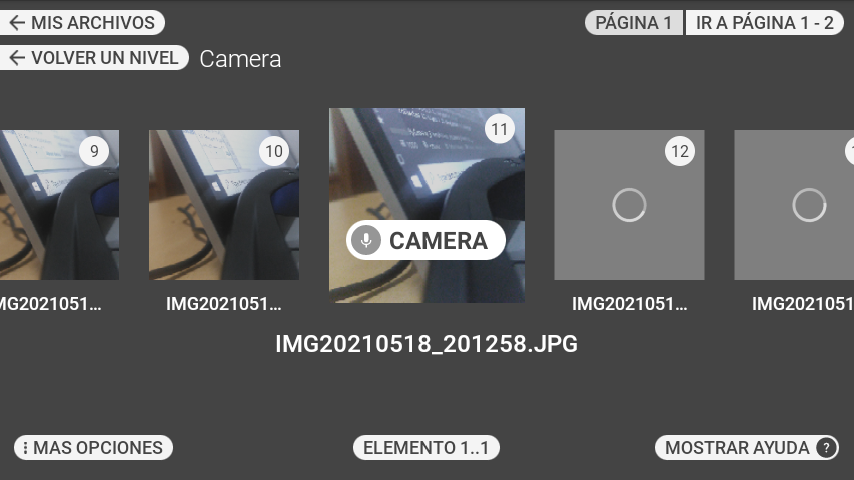 MIS ARCHIVOS
PÁGINA 1
IR A PÁGINA 1 - 2
VOLVER UN NIVEL
Camera
9
10
11
12
CAMERA
MG2021051...
IMG2021051...
IMG2021051...
IMG2021051
IMG20210518_201258.JPG
MAS OPCIONES
ELEMENTO 1..1
MOSTRAR AYUDA ?